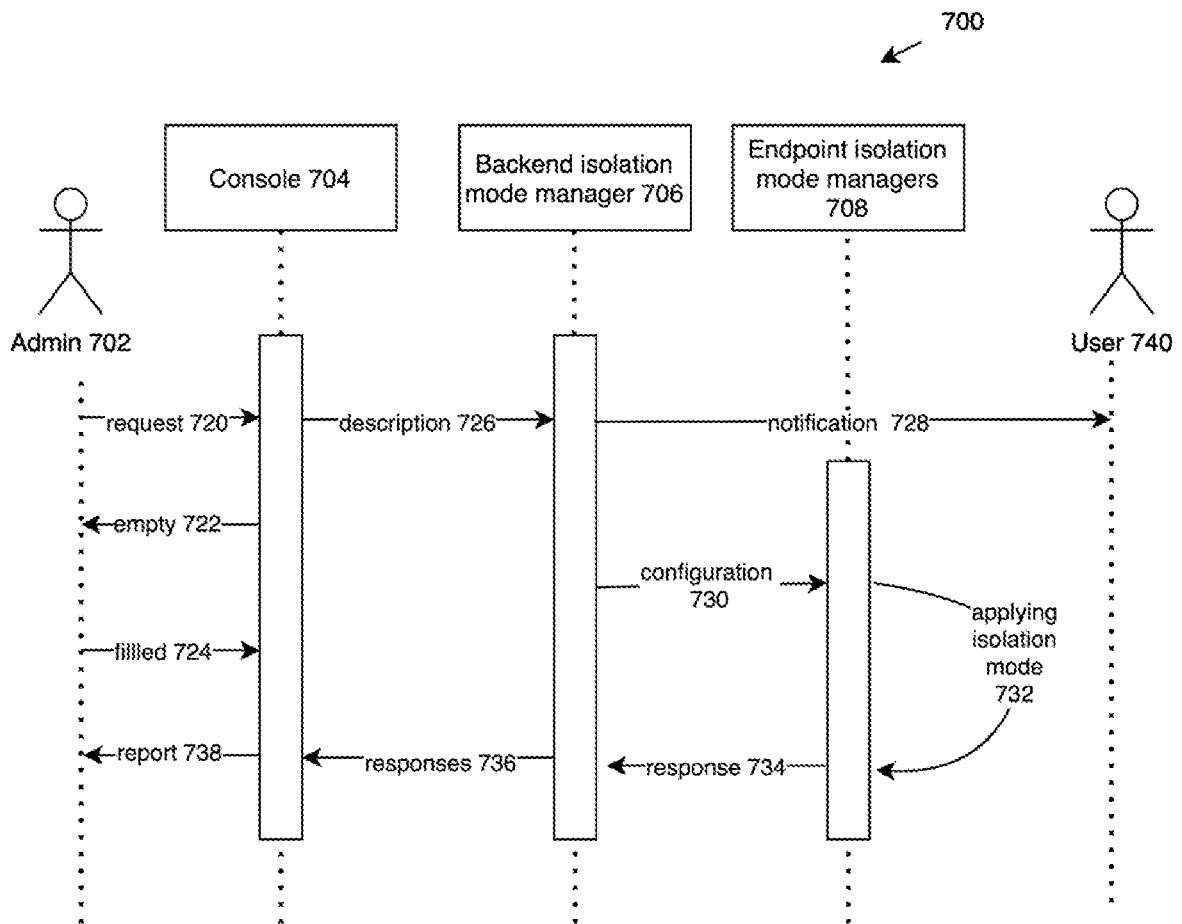 700
Console 704
Backend isolation
mode manager 706
Endpoint isolation
mode managers
708
Admin 702
User 740
request 720
description 726
notification 728
empty 722
configuration
730
applying
isolation
mode
732
fillled 724
report 738
responses 736
response 734